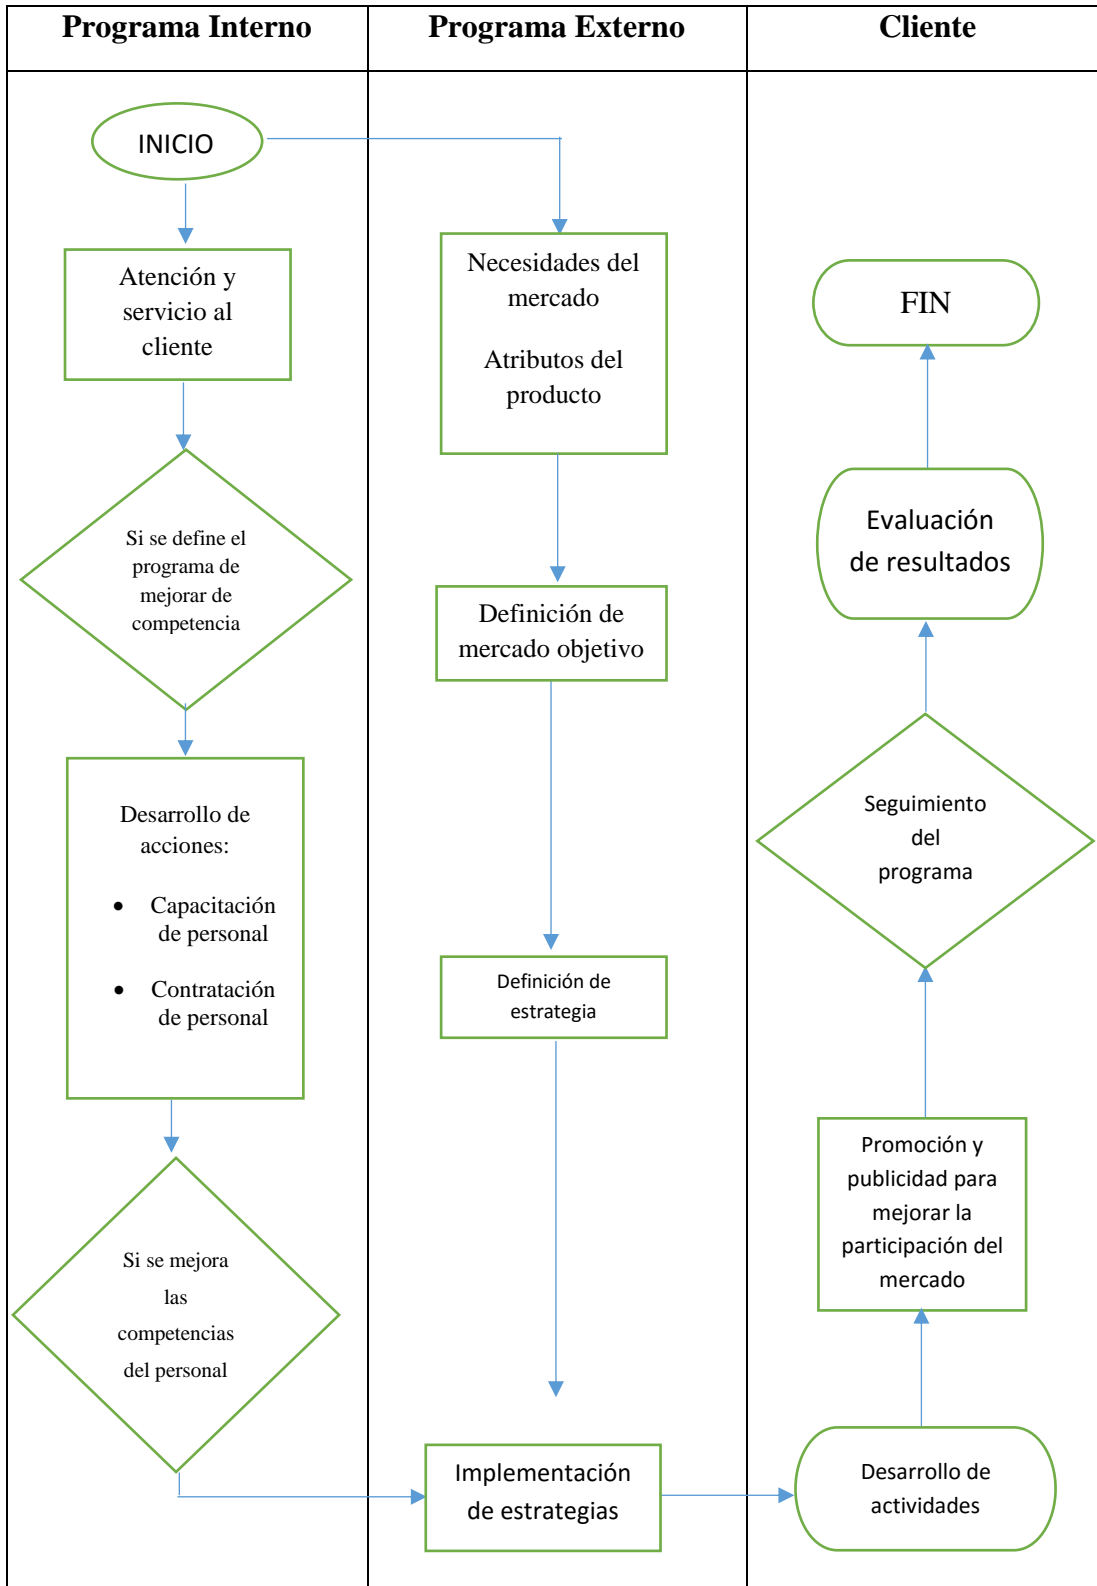 Programa Interno
Programa Externo
Cliente
INICIO
Atención y
servicio al
cliente
Si se define el
programa de
mejorar de
competencia
Desarrollo de
acciones:
• Capacitación
de personal
• Contratación
de personal
Si se mejora
las
competencias
del personal
Necesidades del
mercado
Atributos del
producto
Definición de
mercado objetivo
Definición de
estrategia
Implementación
de estrategias
FIN
Evaluación
de resultados
Seguimiento
del
programa
Promoción y
publicidad para
mejorar la
participación del
mercado
Desarrollo de
actividades